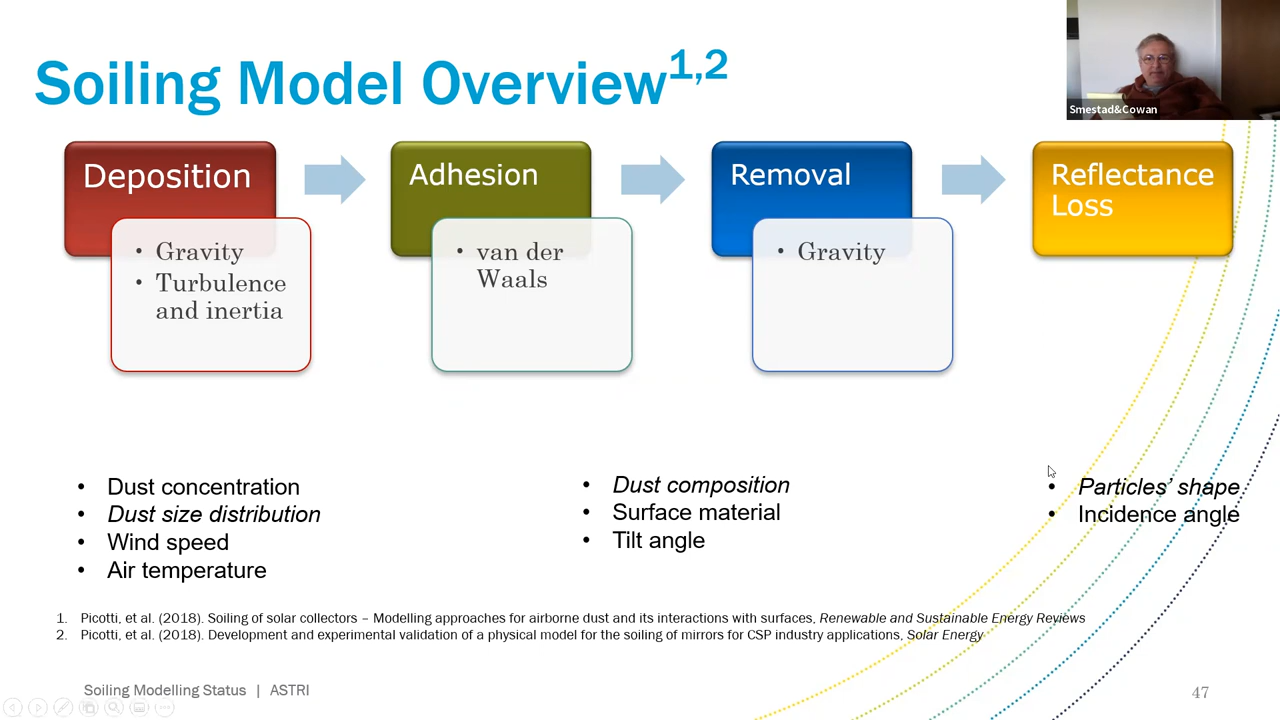 Soiling Model Overview1,2
Smestad&Cowan
Deposition
• Gravity
• Turbulence
and inertia
Adhesion
• van der
Waals
Removal
• Gravity
Reflectance
Loss
• Dust concentration
• Dust size distribution
• Wind speed
• Air temperature
• Dust composition
• Surface material
• Tilt angle
• Particles' shape
• Incidence angle
1. Picotti, et al. (2018). Soiling of solar collectors – Modelling approaches for airborne dust and its interactions with surfaces, Renewable and Sustainable Energy Reviews
2. Picotti, et al. (2018). Development and experimental validation of a physical model for the soiling of mirrors for CSP industry applications, Solar Energy
Soiling Modelling Status | ASTRI
47